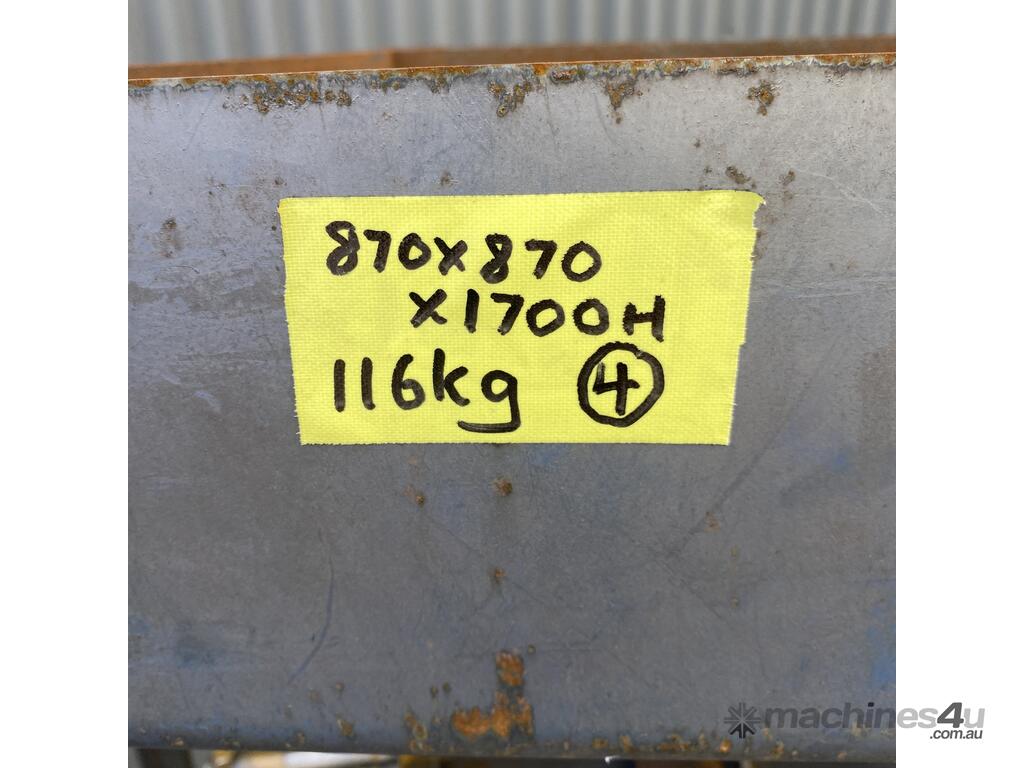 870X870
X1700H
116kg 4
machines4u
.com.au